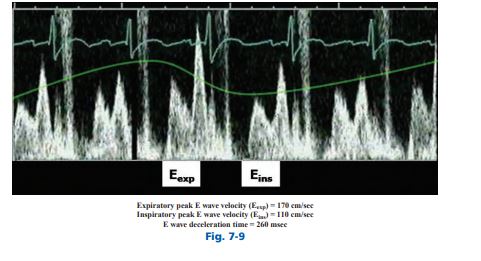 Eexp Eins
Expiratory peak E wave velocity (Eexp) = 170 cm/sec
Inspiratory peak E wave velocity (Eins) = 110 cm/sec
E wave deceleration time = 260 msec
Fig. 7-9